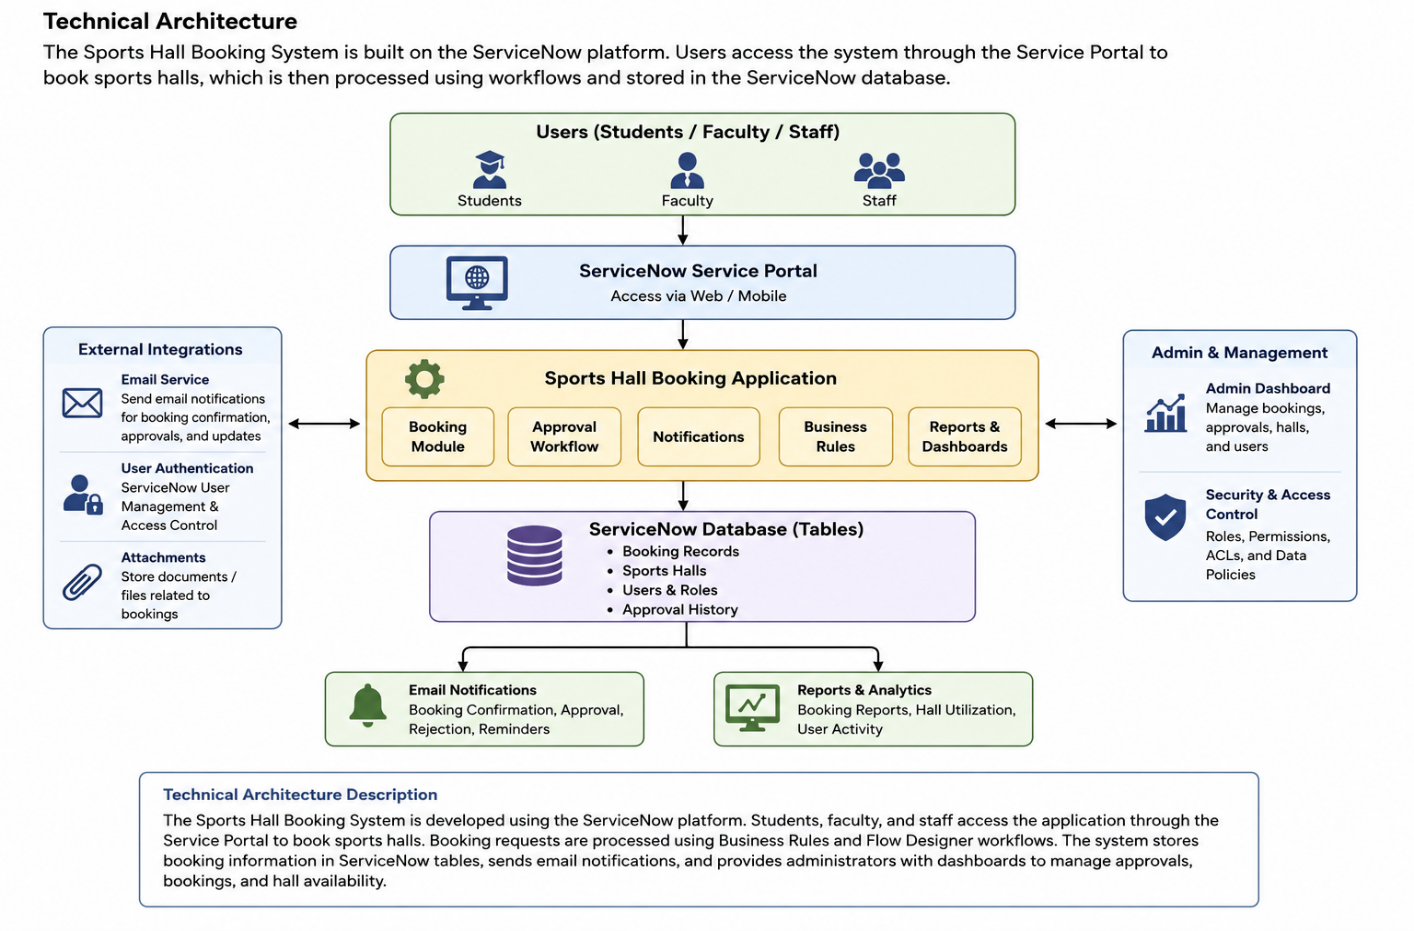 Technical Architecture
The Sports Hall Booking System is built on the ServiceNow platform. Users access the system through the Service Portal to
book sports halls, which is then processed using workflows and stored in the ServiceNow database.
Users (Students / Faculty / Staff)
Students
Faculty
Staff
ServiceNow Service Portal
Access via Web / Mobile
External Integrations
Email Service
Send email notifications
for booking confirmation,
approvals, and updates
User Authentication
ServiceNow User
Management &
Access Control
Attachments
Store documents /
files related to
bookings
Sports Hall Booking Application
Booking
Module
Approval
Workflow
Notifications
Business
Rules
Reports &
Dashboards
Admin & Management
Admin Dashboard
Manage bookings,
approvals, halls,
and users
Security & Access
Control
Roles, Permissions,
ACLs, and Data
Policies
ServiceNow Database (Tables)
• Booking Records
• Sports Halls
• Users & Roles
• Approval History
Email Notifications
Booking Confirmation, Approval,
Rejection, Reminders
Reports & Analytics
Booking Reports, Hall Utilization,
User Activity
Technical Architecture Description
The Sports Hall Booking System is developed using the ServiceNow platform. Students, faculty, and staff access the application through the
Service Portal to book sports halls. Booking requests are processed using Business Rules and Flow Designer workflows. The system stores
booking information in ServiceNow tables, sends email notifications, and provides administrators with dashboards to manage approvals,
bookings, and hall availability.